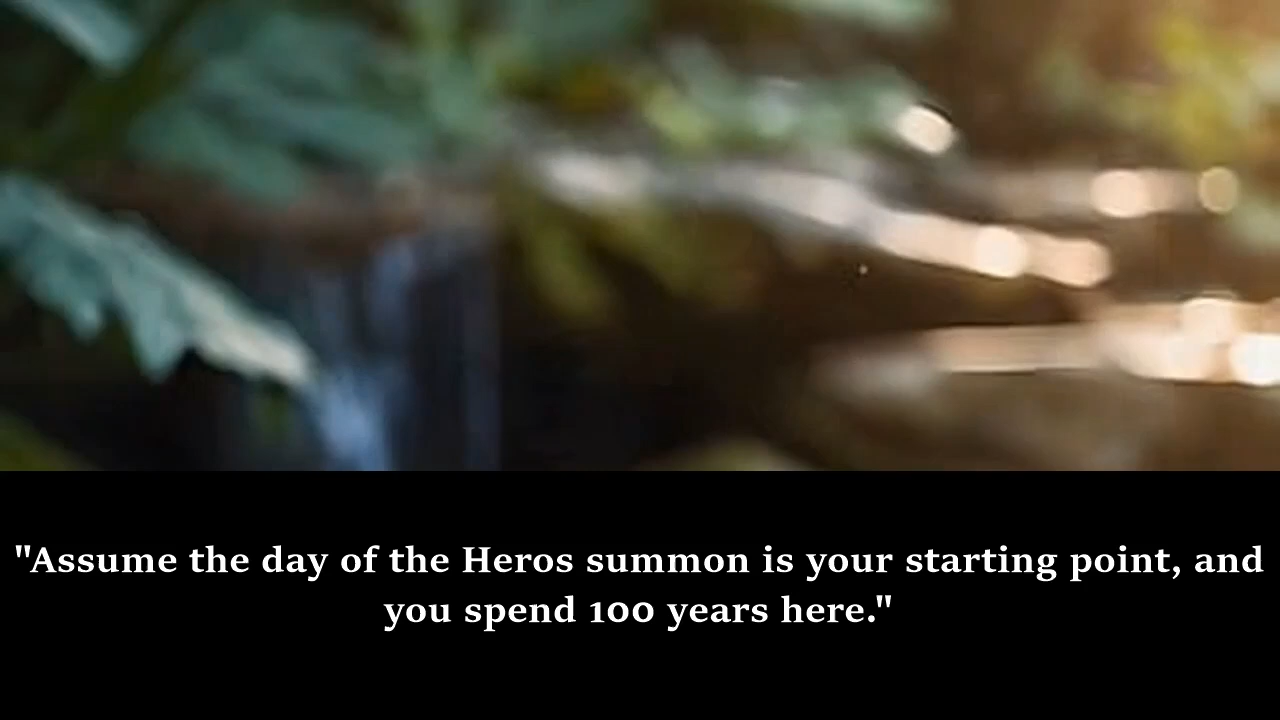 "Assume the day of the Heros summon is your starting point, and
you spend 100 years here."